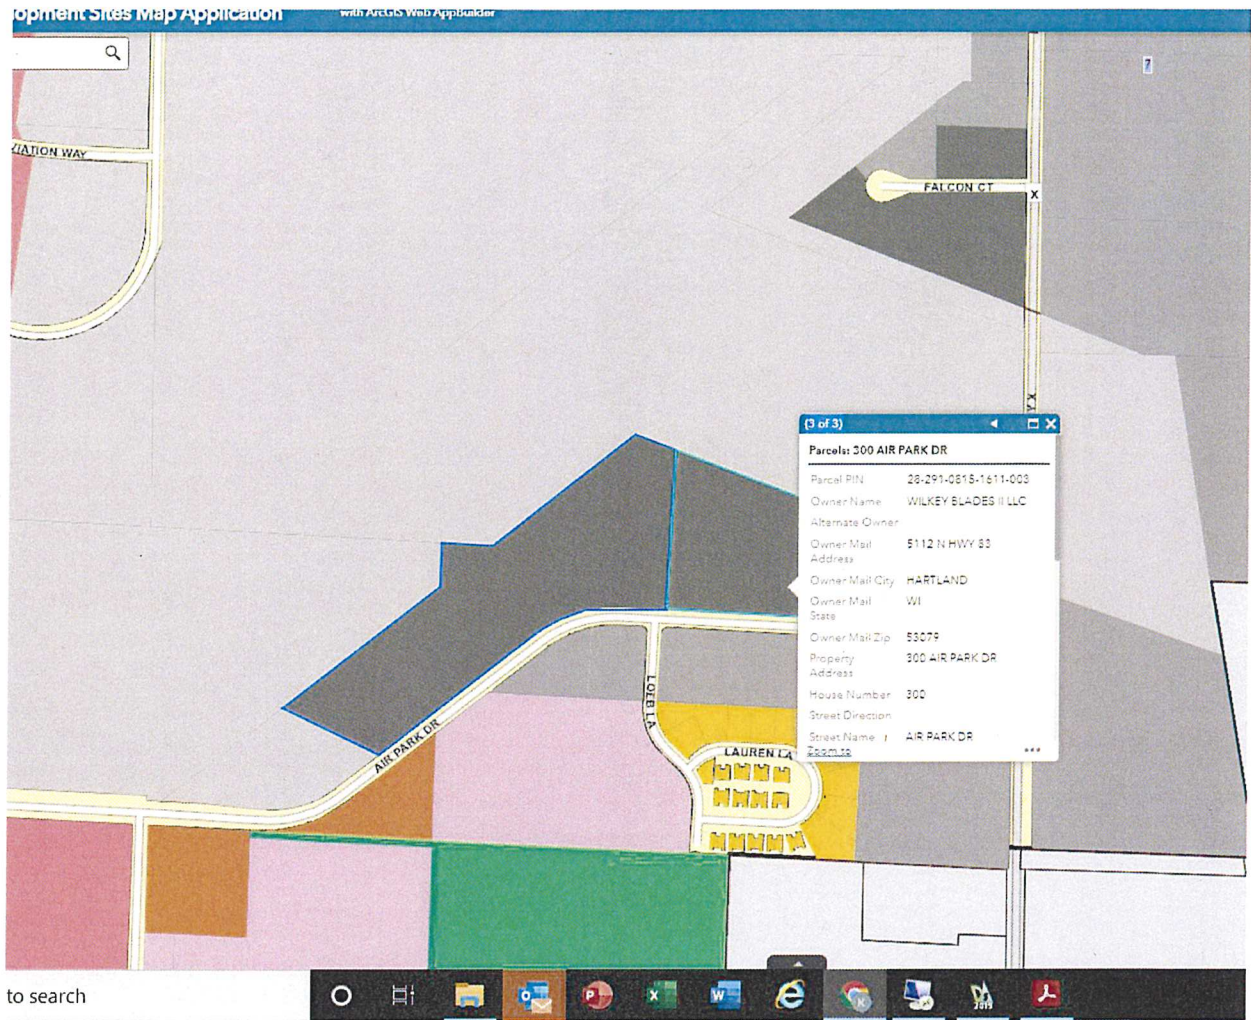 opment Sites Map Application
with ArcGIS Web AppBuilder
7
IATION WAY
FALCON CT
X
(3 of 3)
Parcels: 300 AIR PARK DR
Parcel PIN 28-291-0815-1611-003
Owner Name WILKEY BLADES II LLC
Alternate Owner
Owner Mail Address 5112 N HWY 83
Owner Mail City HARTLAND
Owner Mail State WI
Owner Mail Zip 53079
Property Address 300 AIR PARK DR
House Number 300
Street Direction
Street Name AIR PARK DR
Zoom to
LOEB LA
AIR PARK DR
LAUREN LA
to search
2019